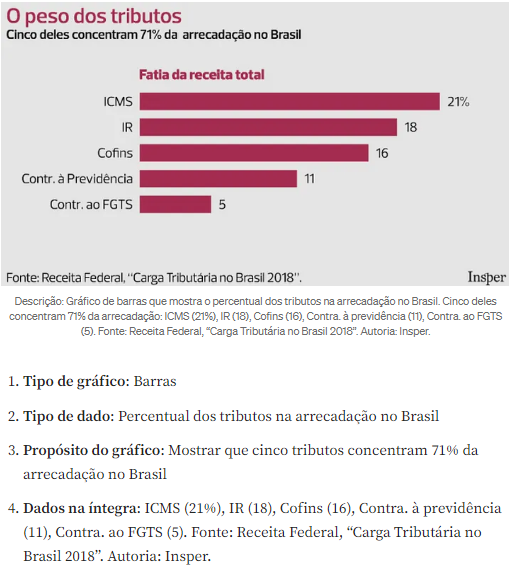 O peso dos tributos
Cinco deles concentram 71% da arrecadação no Brasil
Fatia da receita total
ICMS 21%
IR 18
Cofins 16
Contr. à Previdência 11
Contr. ao FGTS 5
Fonte: Receita Federal, “Carga Tributária no Brasil 2018”. Insper
Descrição: Gráfico de barras que mostra o percentual dos tributos na arrecadação no Brasil. Cinco deles
concentram 71% da arrecadação: ICMS (21%), IR (18), Cofins (16), Contra. à previdência (11), Contra. ao FGTS
(5). Fonte: Receita Federal, “Carga Tributária no Brasil 2018”. Autoria: Insper.
1. Tipo de gráfico: Barras
2. Tipo de dado: Percentual dos tributos na arrecadação no Brasil
3. Propósito do gráfico: Mostrar que cinco tributos concentram 71% da
arrecadação no Brasil
4. Dados na íntegra: ICMS (21%), IR (18), Cofins (16), Contra. à previdência
(11), Contra. ao FGTS (5). Fonte: Receita Federal, “Carga Tributária no
Brasil 2018”. Autoria: Insper.